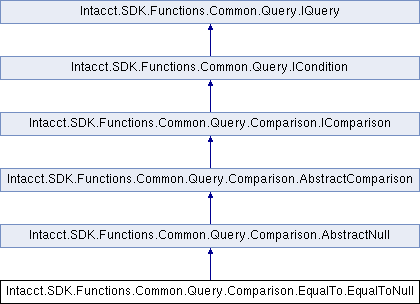 Intacct.SDK.Functions.Common.Query.IQuery
Intacct.SDK.Functions.Common.Query.ICondition
Intacct.SDK.Functions.Common.Query.Comparison.IComparison
Intacct.SDK.Functions.Common.Query.Comparison.AbstractComparison
Intacct.SDK.Functions.Common.Query.Comparison.AbstractNull
Intacct.SDK.Functions.Common.Query.Comparison.EqualTo.EqualToNull